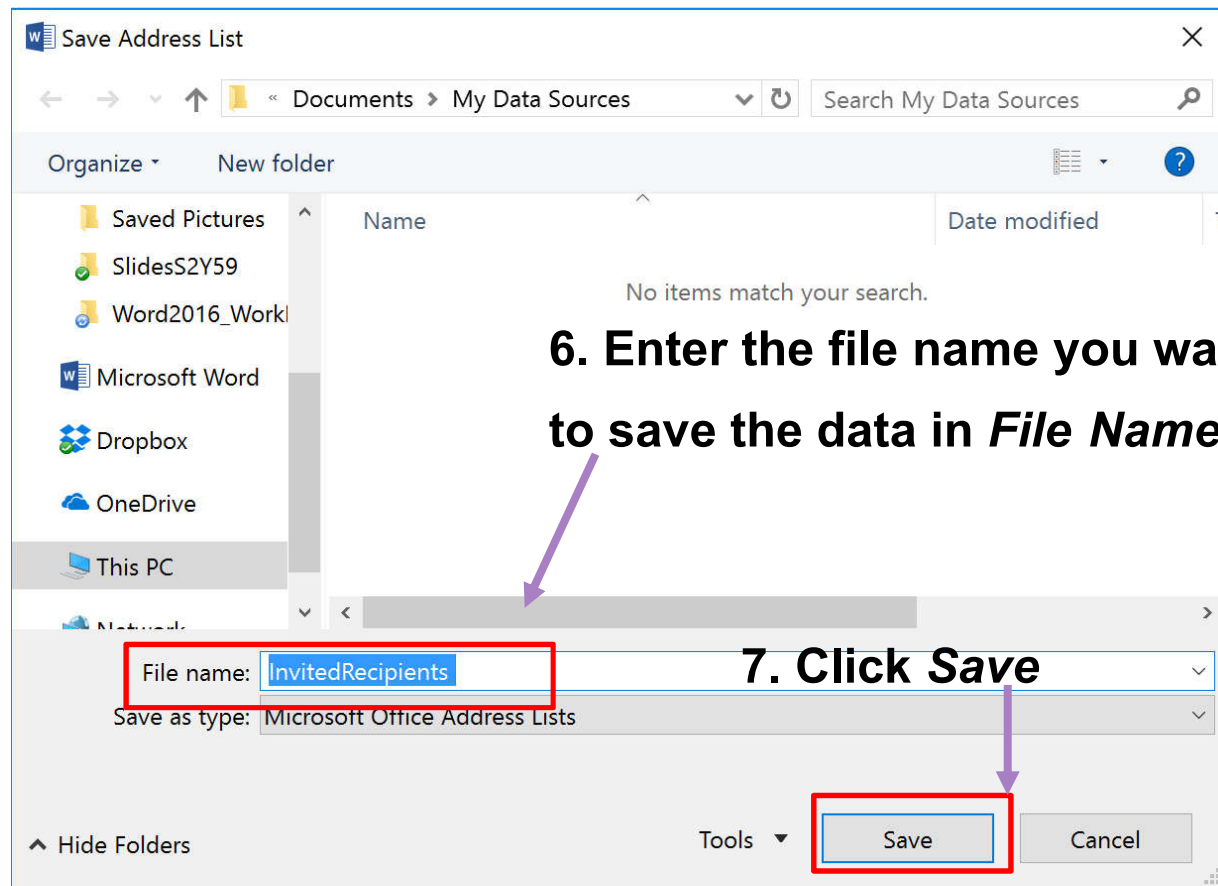 Save Address List
« Documents > My Data Sources
Search My Data Sources
Organize
New folder
?
Saved Pictures
Name
Date modified
SlidesS2Y59
No items match your search.
Word2016_Work
6. Enter the file name you wa
Microsoft Word
to save the data in File Name
Dropbox
OneDrive
This PC
Network
7. Click Save
File name: InvitedRecipients
Save as type: Microsoft Office Address Lists
Hide Folders
Tools
Save
Cancel